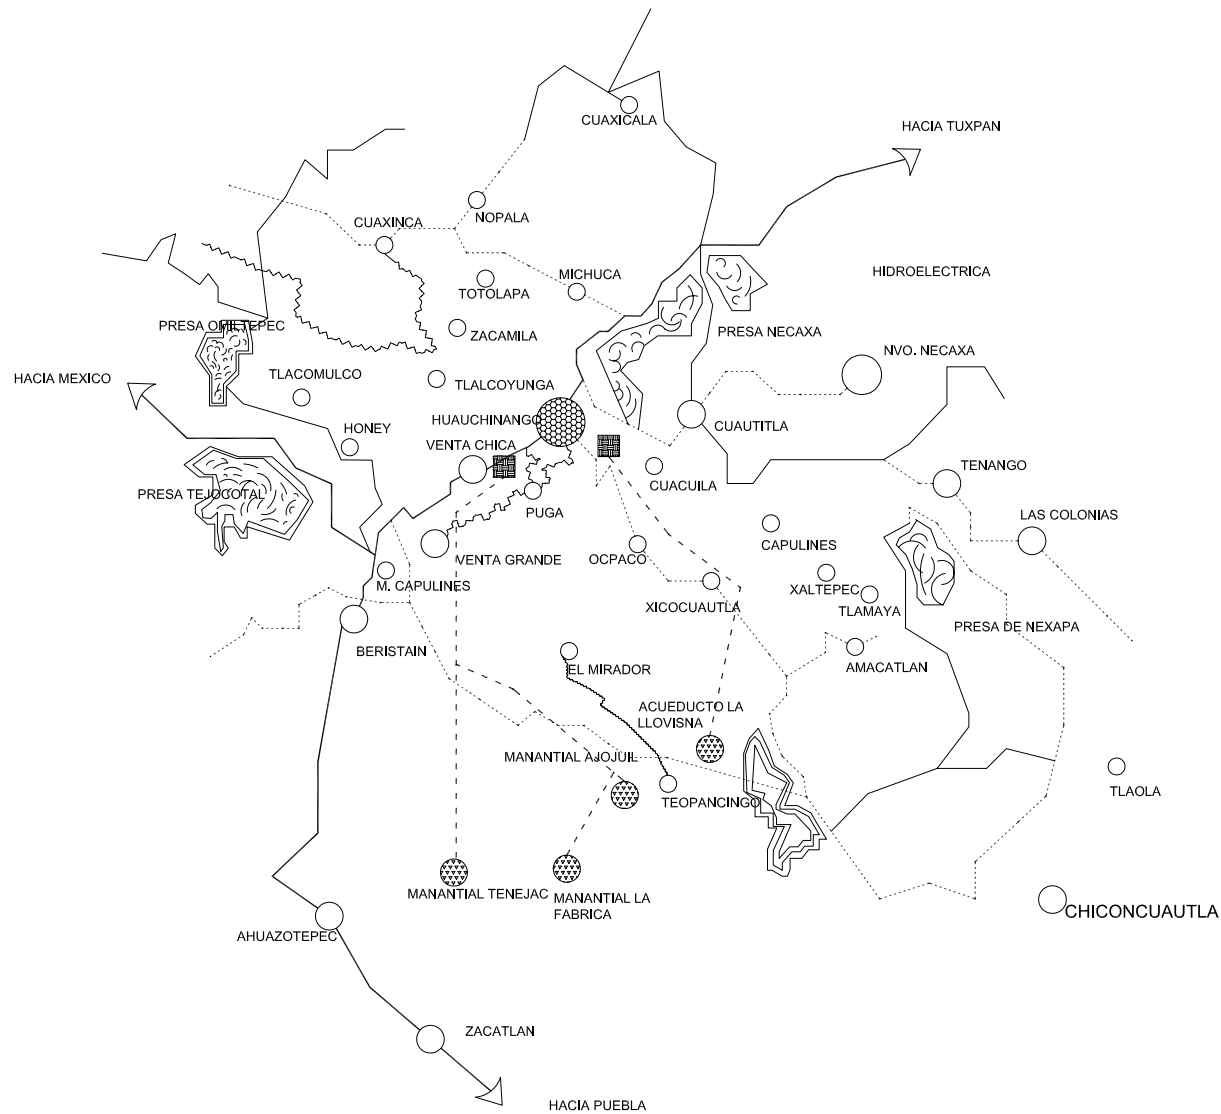 CUAXICALA
HACIA TUXPAN
NOPALA
CUAXINCA
HIDROELECTRICA
MICHUCA
TOTOLAPA
PRESA OMILTEPEC
ZACAMILA
PRESA NECAXA
NVO. NECAXA
HACIA MEXICO
TLACOMULCO
TLALCOYUNGA
HUAUCHINANGO
HONEY
CUAUTITLA
VENTA CHICA
TENANGO
CUACUILA
PRESA TEJOCOTAL
PUGA
LAS COLONIAS
CAPULINES
VENTA GRANDE
OCPACO
M. CAPULINES
XALTEPEC
TLAMAYA
XICOCUAUTLA
PRESA DE NEXAPA
BERISTAIN
EL MIRADOR
AMACATLAN
ACUEDUCTO LA
LLOVISNA
MANANTIAL AJOJUIL
TEOPANCINGO
TLAOLA
MANANTIAL TENEJAC
MANANTIAL LA
FABRICA
CHICONCUAUTLA
AHUAZOTEPEC
ZACATLAN
HACIA PUEBLA